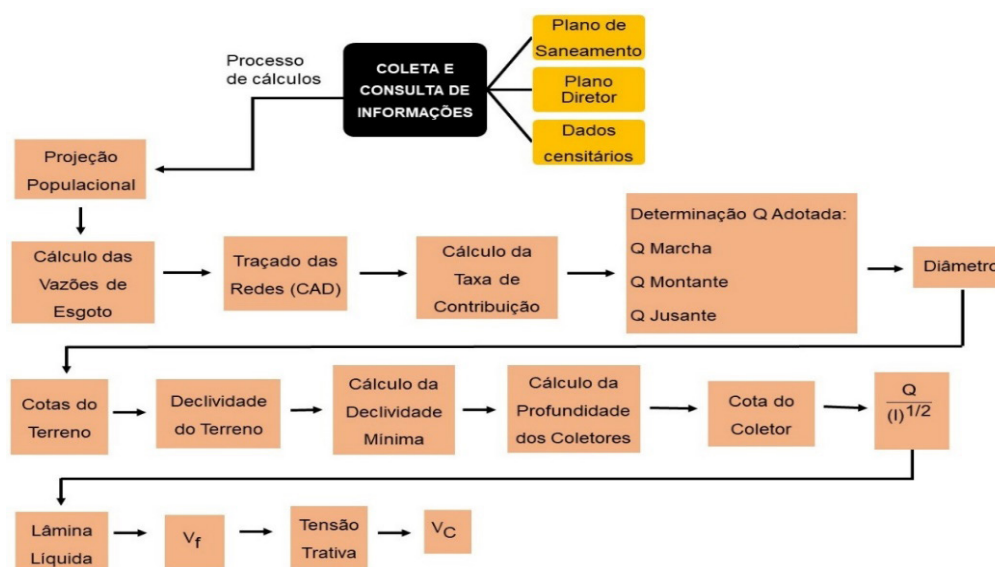 Plano de
Saneamento
Processo
de cálculos
COLETA E
CONSULTA DE
INFORMAÇÕES
Plano
Diretor
Dados
censitários
Projeção
Populacional
Cálculo das
Vazões de
Esgoto
Traçado das
Redes (CAD)
Cálculo da
Taxa de
Contribuição
Determinação Q Adotada:
Q Marcha
Q Montante
Q Jusante
Diâmetro
Cotas do
Terreno
Declividade
do Terreno
Cálculo da
Declividade
Mínima
Cálculo da
Profundidade
dos Coletores
Cota do
Coletor
Q
(I)^1/2
Lâmina
Líquida
V_f
Tensão
Trativa
V_C